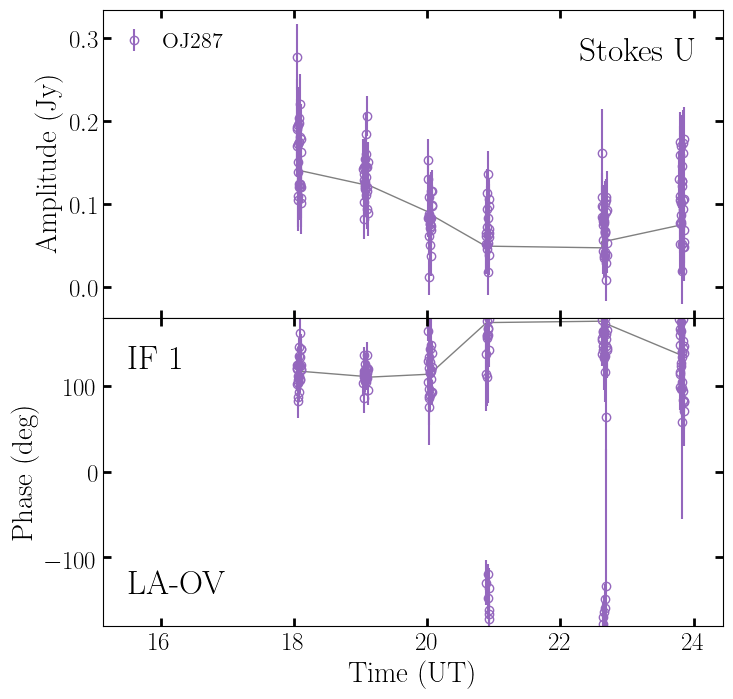 OJ287
Stokes U
0.3
0.2
0.1
0.0
Amplitude (Jy)
IF 1
100
0
−100
Phase (deg)
LA-OV
16 18 20 22 24
Time (UT)